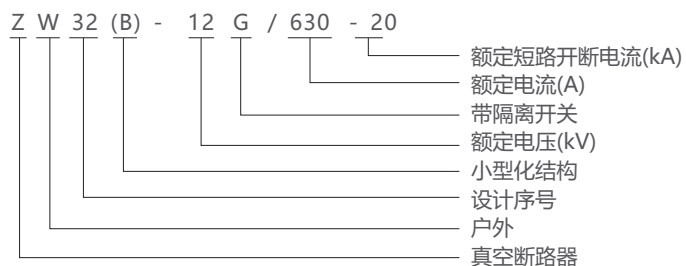 Z W 32 (B) - 12 G / 630 - 20
额定短路开断电流(kA)
额定电流(A)
带隔离开关
额定电压(kV)
小型化结构
设计序号
户外
真空断路器